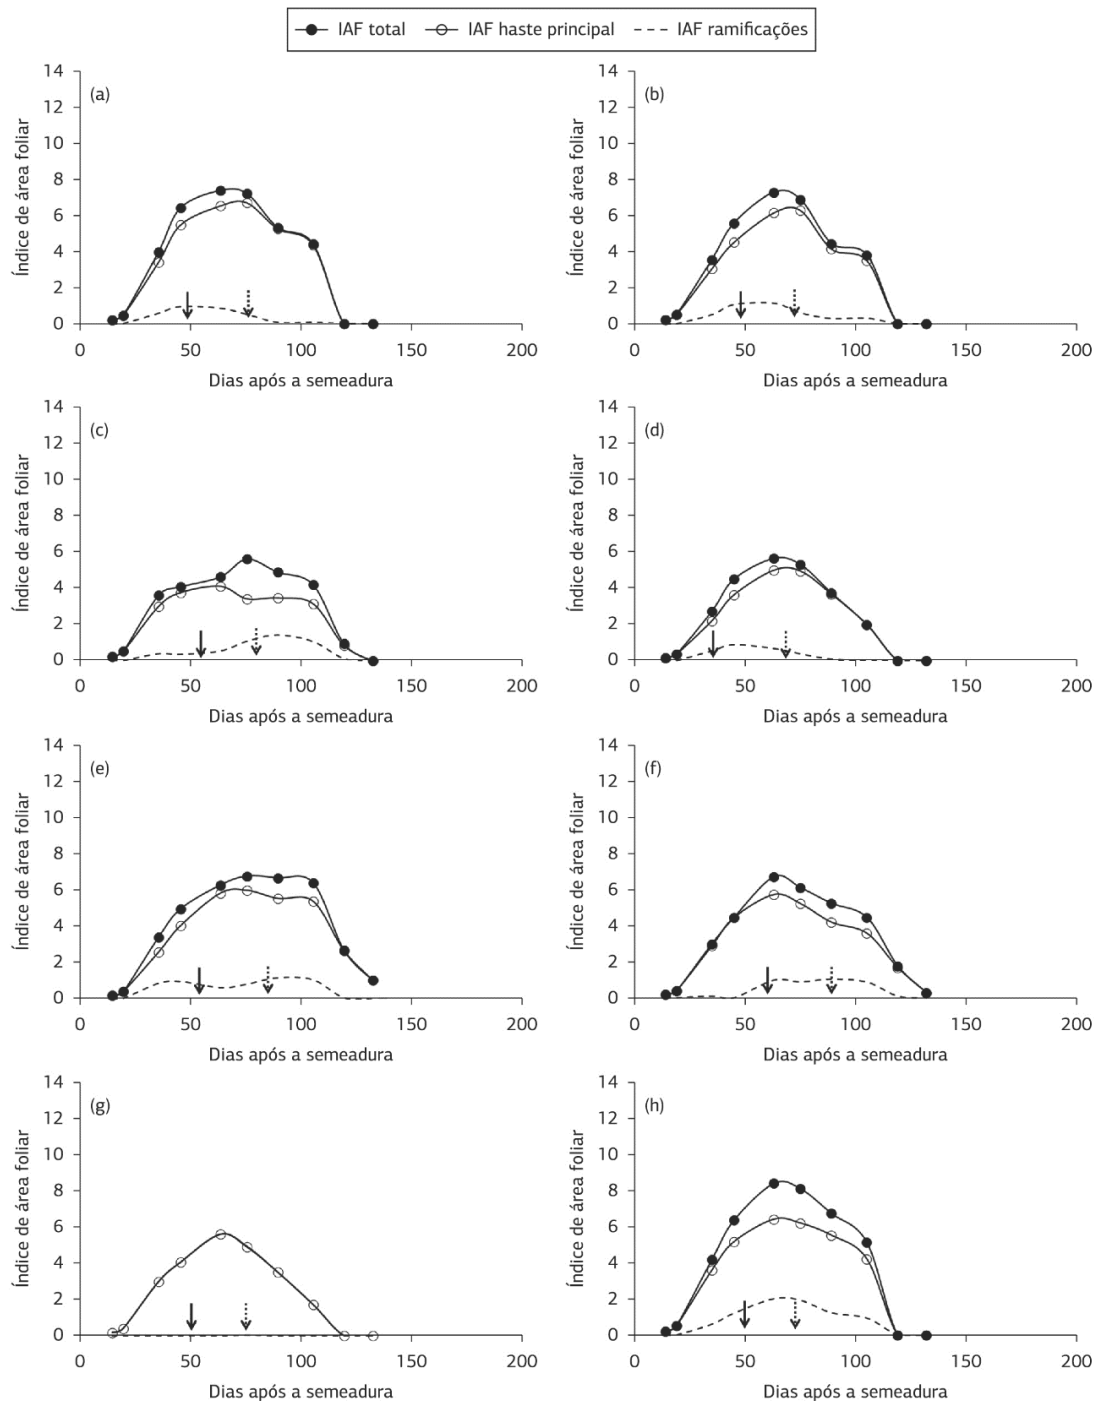 IAF total IAF haste principal IAF ramificações
14
12
10
8
6
4
2
0
Índice de área foliar
(a)
0 50 100 150 200
Dias após a semeadura
14
12
10
8
6
4
2
0
Índice de área foliar
(b)
0 50 100 150 200
Dias após a semeadura
14
12
10
8
6
4
2
0
Índice de área foliar
(c)
0 50 100 150 200
Dias após a semeadura
14
12
10
8
6
4
2
0
Índice de área foliar
(d)
0 50 100 150 200
Dias após a semeadura
14
12
10
8
6
4
2
0
Índice de área foliar
(e)
0 50 100 150 200
Dias após a semeadura
14
12
10
8
6
4
2
0
Índice de área foliar
(f)
0 50 100 150 200
Dias após a semeadura
14
12
10
8
6
4
2
0
Índice de área foliar
(g)
0 50 100 150 200
Dias após a semeadura
14
12
10
8
6
4
2
0
Índice de área foliar
(h)
0 50 100 150 200
Dias após a semeadura